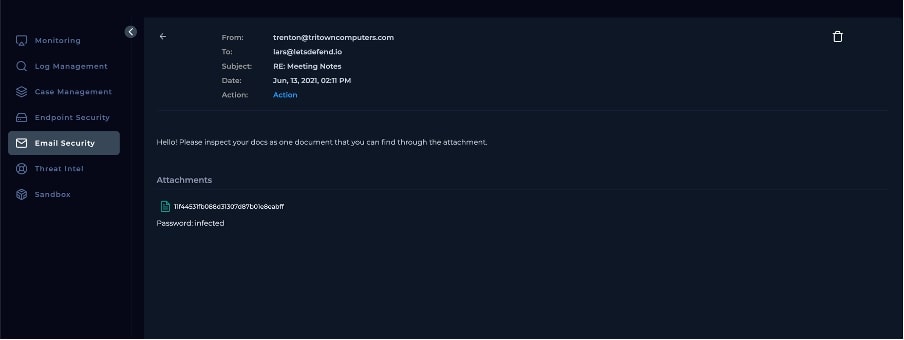 Monitoring
Log Management
Case Management
Endpoint Security
Email Security
Threat Intel
Sandbox
From: trenton@tritowncomputers.com
To: lars@letsdefend.io
Subject: RE: Meeting Notes
Date: Jun, 13, 2021, 02:11 PM
Action: Action
Hello! Please inspect your docs as one document that you can find through the attachment.
Attachments
11f44531fb088d31307d87b01e8eabff
Password: infected